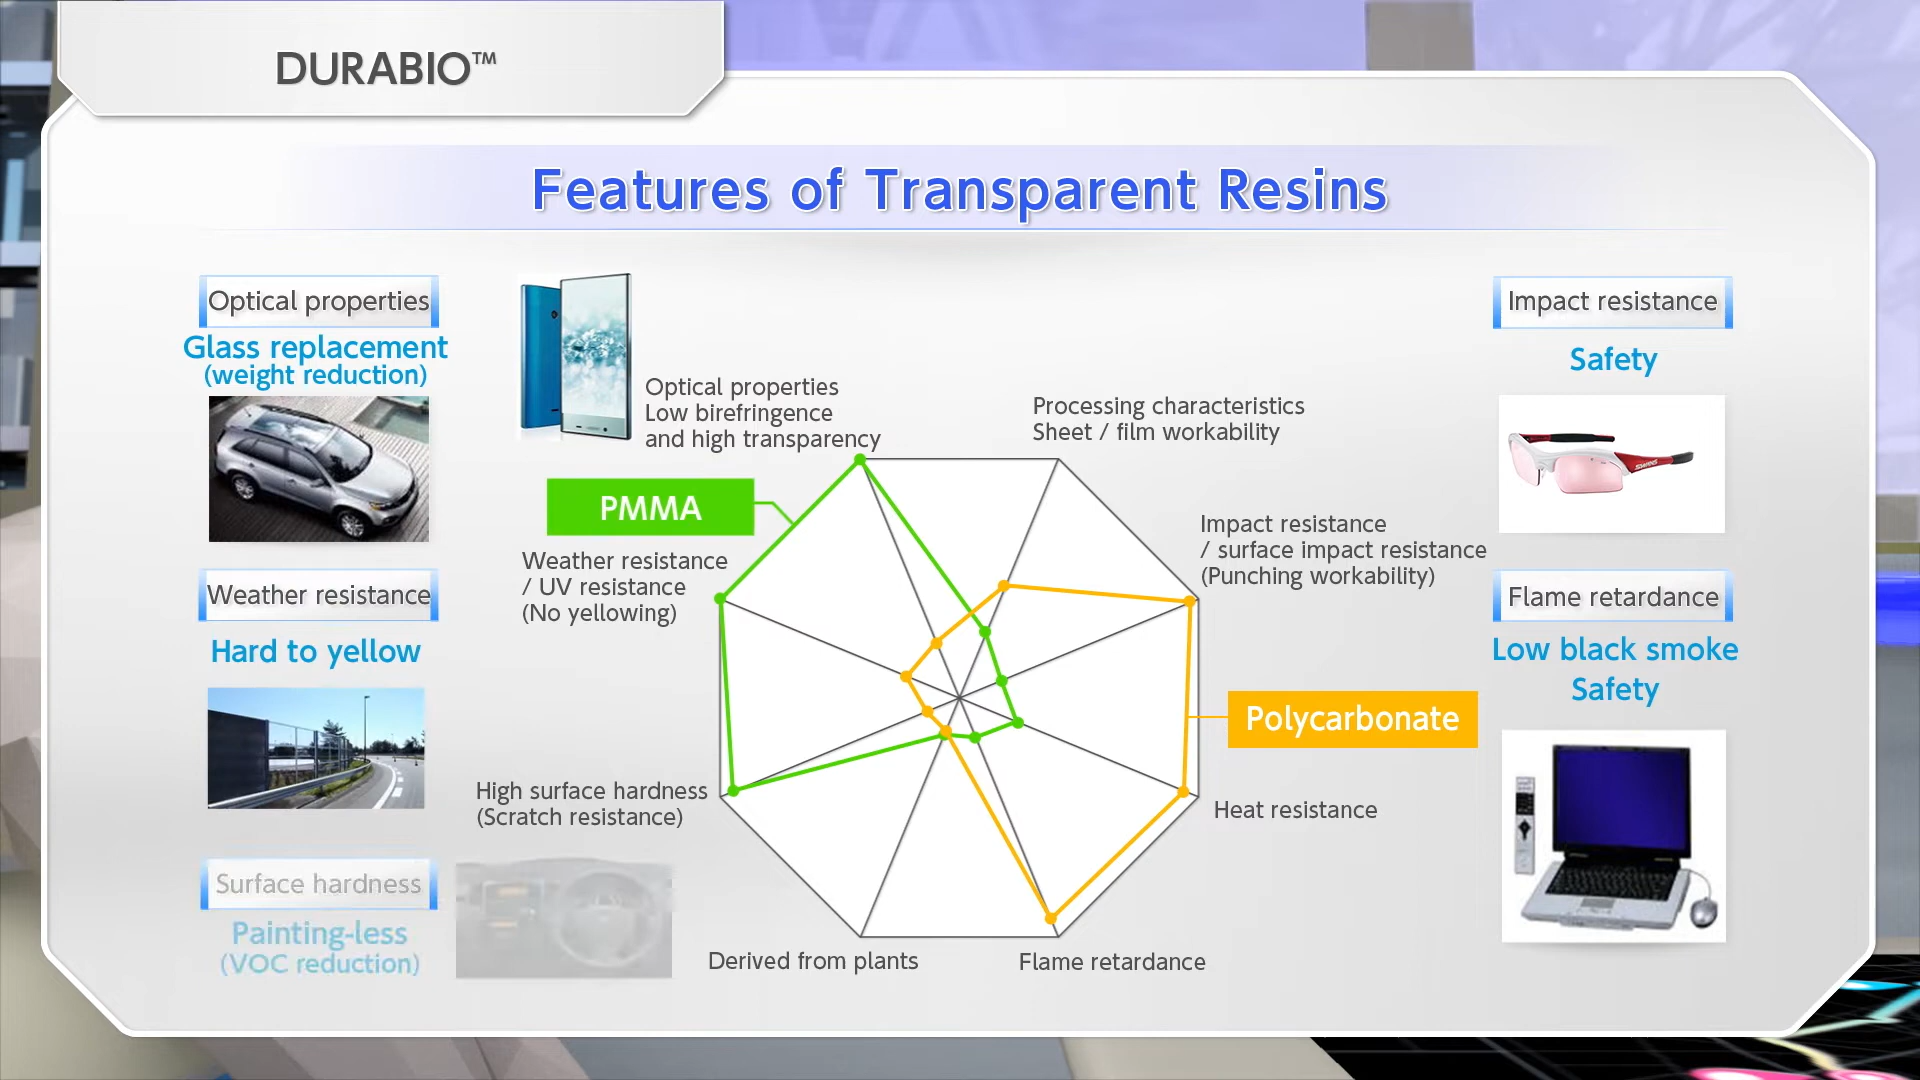 DURABIO™
Features of Transparent Resins
Optical properties
Glass replacement
(weight reduction)
Weather resistance
Hard to yellow
Surface hardness
Painting-less
(VOC reduction)
Optical properties
Low birefringence
and high transparency
PMMA
Weather resistance
/ UV resistance
(No yellowing)
High surface hardness
(Scratch resistance)
Derived from plants
Processing characteristics
Sheet / film workability
Impact resistance
/ surface impact resistance
(Punching workability)
Polycarbonate
Heat resistance
Flame retardance
Impact resistance
Safety
SWANS
Flame retardance
Low black smoke
Safety